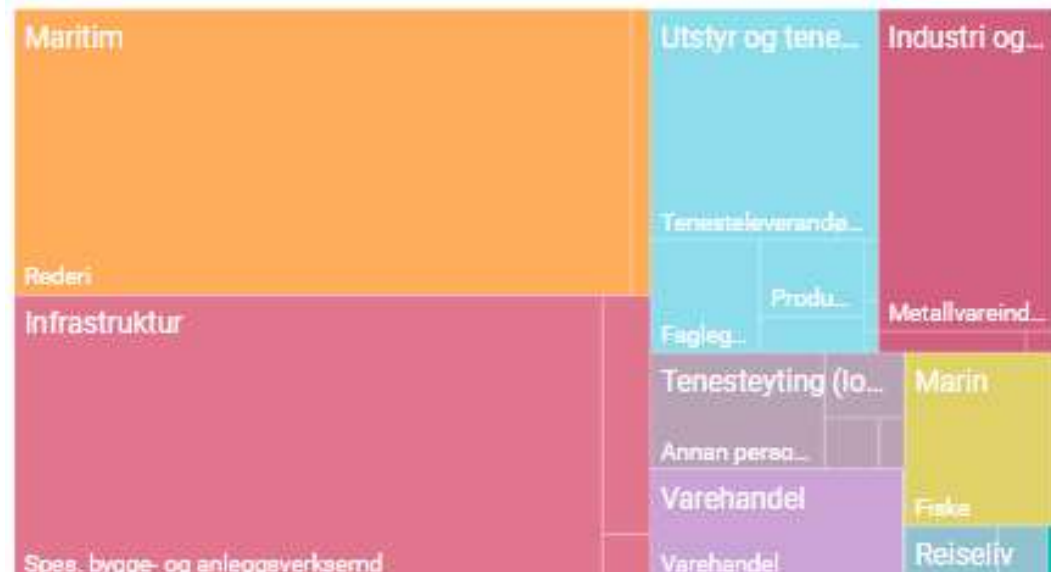 Maritim
Rederi
Infrastruktur
Spes. bygge- og anleggsverksemd
Utstyr og tene...
Tenesteleverandø...
Fagleg...
Produ...
Industri og...
Metallvareind...
Tenesteyting (lo...
Annan perso...
Marin
Fiske
Varehandel
Varehandel
Reiseliv